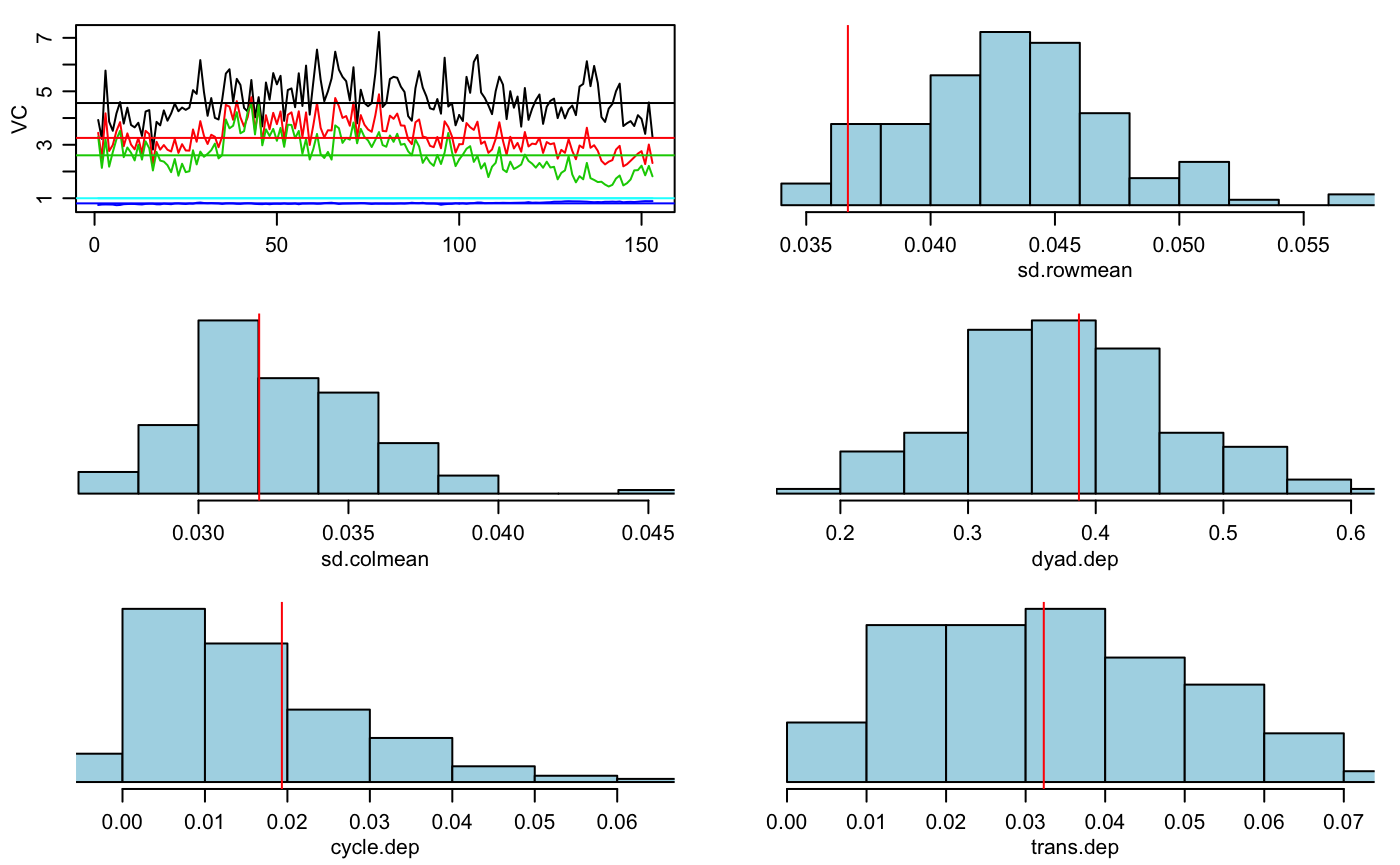 VC
7
5
3
1
0 50 100 150
0.035 0.040 0.045 0.050 0.055
sd.rowmean
0.030 0.035 0.040 0.045
sd.colmean
0.2 0.3 0.4 0.5 0.6
dyad.dep
0.00 0.01 0.02 0.03 0.04 0.05 0.06
cycle.dep
0.00 0.01 0.02 0.03 0.04 0.05 0.06 0.07
trans.dep